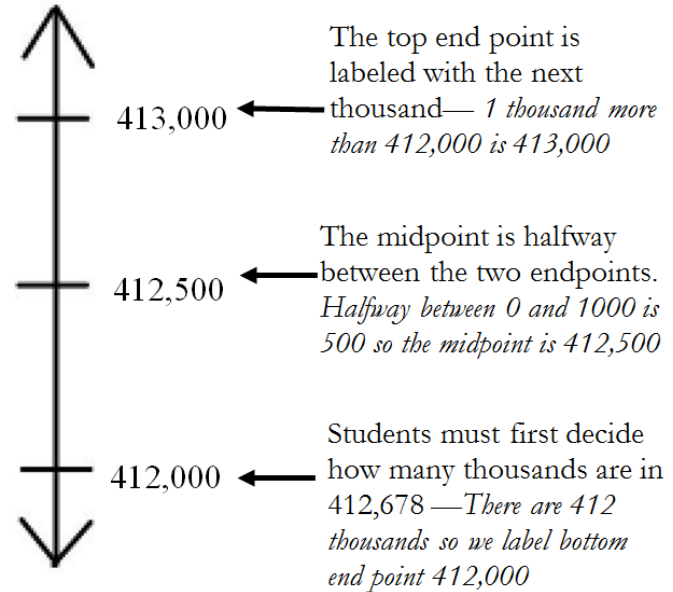 The top end point is
labeled with the next
413,000
thousand— 1 thousand more
than 412,000 is 413,000
The midpoint is halfway
between the two endpoints.
412,500
Halfway between 0 and 1000 is
500 so the midpoint is 412,500
Students must first decide
how many thousands are in
412,000
412,678 —There are 412
thousands so we label bottom
end point 412,000